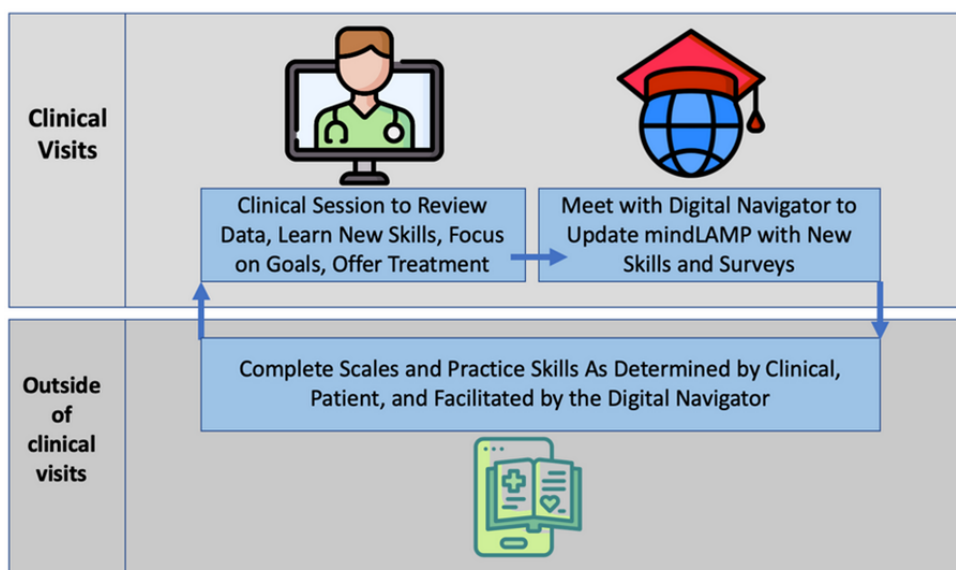 Clinical
Visits
Clinical Session to Review
Data, Learn New Skills, Focus
on Goals, Offer Treatment
Meet with Digital Navigator to
Update mindLAMP with New
Skills and Surveys
Outside
of
clinical
visits
Complete Scales and Practice Skills As Determined by Clinical,
Patient, and Facilitated by the Digital Navigator